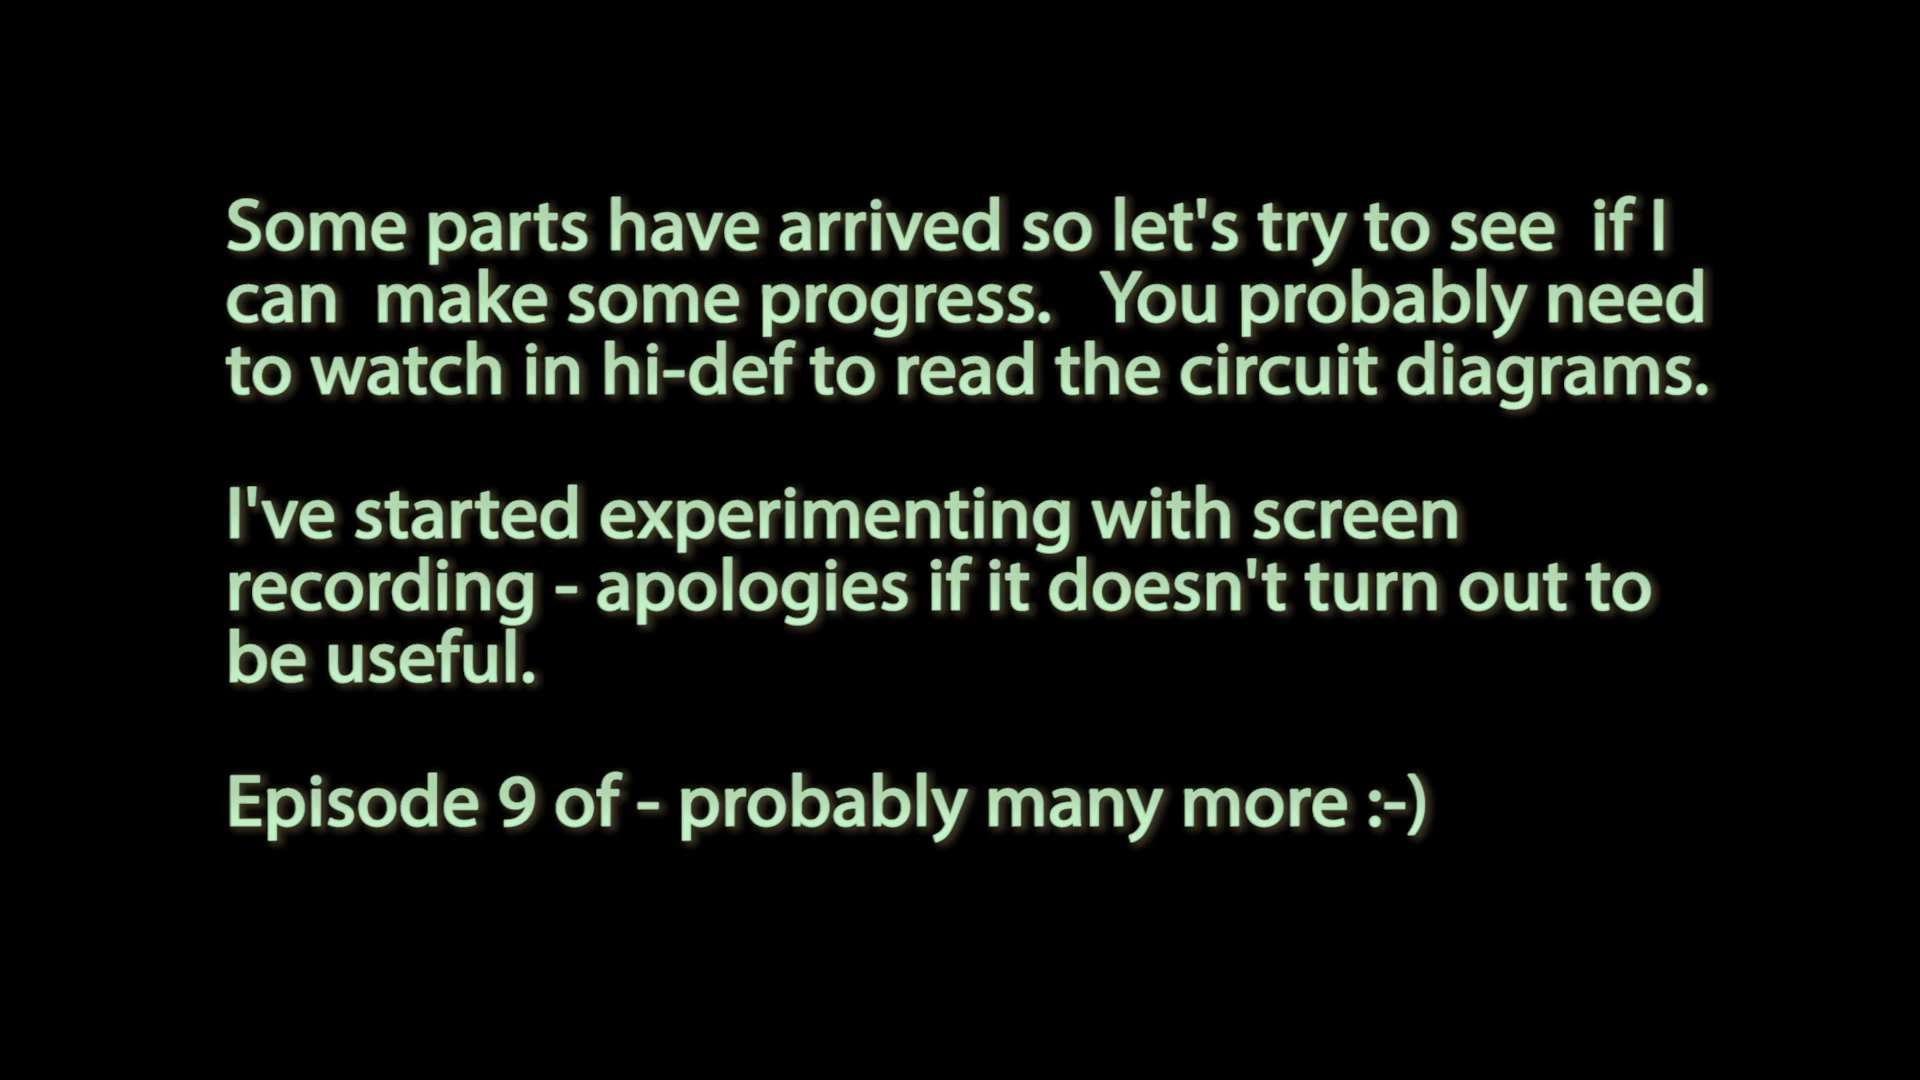 Some parts have arrived so let's try to see  if I
can  make some progress.   You probably need
to watch in hi-def to read the circuit diagrams.
I've started experimenting with screen
recording - apologies if it doesn't turn out to
be useful.
Episode 9 of - probably many more :-)